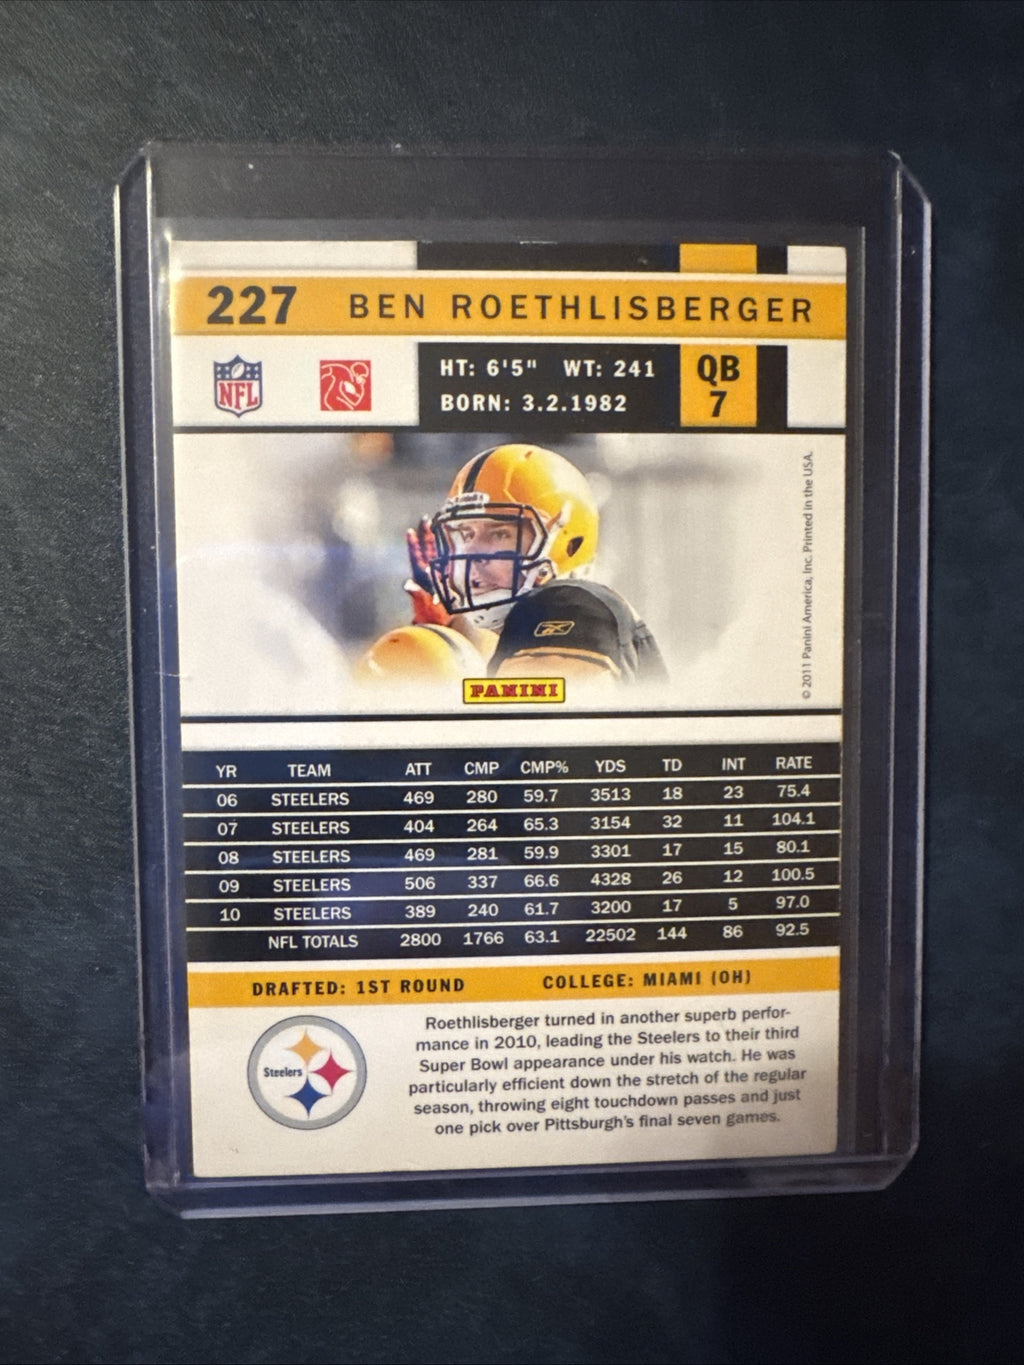 227 BEN ROETHLISBERGER
NFL
HT: 6'5" WT: 241
BORN: 3.2.1982
QB
7
Riddell
© 2011 Panini America, Inc. Printed in the USA.
PANINI
YR TEAM ATT CMP CMP% YDS TD INT RATE
06 STEELERS 469 280 59.7 3513 18 23 75.4
07 STEELERS 404 264 65.3 3154 32 11 104.1
08 STEELERS 469 281 59.9 3301 17 15 80.1
09 STEELERS 506 337 66.6 4328 26 12 100.5
10 STEELERS 389 240 61.7 3200 17 5 97.0
NFL TOTALS 2800 1766 63.1 22502 144 86 92.5
DRAFTED: 1ST ROUND COLLEGE: MIAMI (OH)
Steelers
Roethlisberger turned in another superb perfor-
mance in 2010, leading the Steelers to their third
Super Bowl appearance under his watch. He was
particularly efficient down the stretch of the regular
season, throwing eight touchdown passes and just
one pick over Pittsburgh's final seven games.